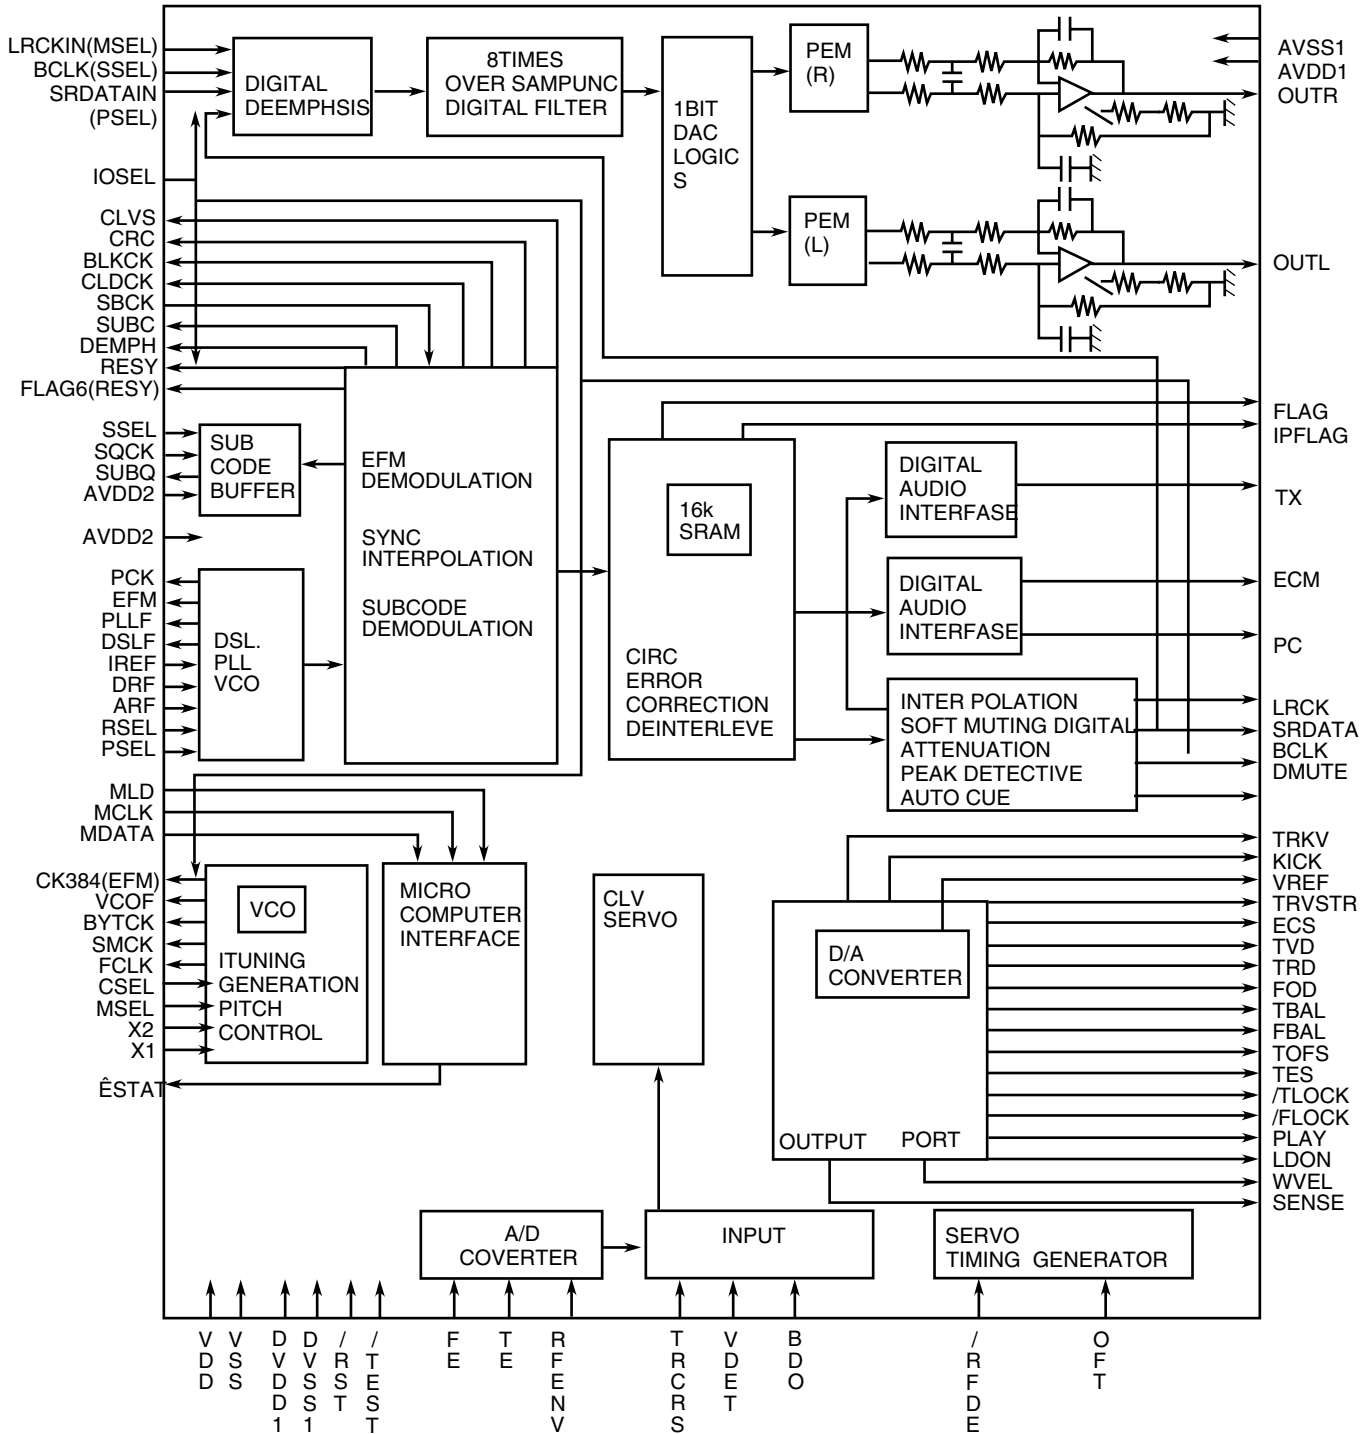 LRCKIN(MSEL)
BCLK(SSEL)
SRDATAIN
(PSEL)
IOSEL
CLVS
CRC
BLKCK
CLDCK
SBCK
SUBC
DEMPH
RESY
FLAG6(RESY)
SSEL
SQCK
SUBQ
AVDD2
AVDD2
PCK
EFM
PLLF
DSLF
IREF
DRF
ARF
RSEL
PSEL
MLD
MCLK
MDATA
CK384(EFM)
VCOF
BYTCK
SMCK
FCLK
CSEL
MSEL
X2
X1
ÊSTAT
DIGITAL
DEEMPHSIS
8TIMES
OVER SAMPUNC
DIGITAL FILTER
1BIT
DAC
LOGIC
S
PEM
(R)
PEM
(L)
SUB
CODE
BUFFER
EFM
DEMODULATION
SYNC
INTERPOLATION
SUBCODE
DEMODULATION
DSL.
PLL
VCO
16k
SRAM
CIRC
ERROR
CORRECTION
DEINTERLEVE
DIGITAL
AUDIO
INTERFASE
DIGITAL
AUDIO
INTERFASE
INTER POLATION
SOFT MUTING DIGITAL
ATTENUATION
PEAK DETECTIVE
AUTO CUE
VCO
ITUNING
GENERATION
PITCH
CONTROL
MICRO
COMPUTER
INTERFACE
CLV
SERVO
D/A
CONVERTER
OUTPUT PORT
A/D
COVERTER
INPUT
SERVO
TIMING GENERATOR
AVSS1
AVDD1
OUTR
OUTL
FLAG
IPFLAG
TX
ECM
PC
LRCK
SRDATA
BCLK
DMUTE
TRKV
KICK
VREF
TRVSTR
ECS
TVD
TRD
FOD
TBAL
FBAL
TOFS
TES
/TLOCK
/FLOCK
PLAY
LDON
WVEL
SENSE
VDD
VSS
DVDD1
DVSS1
/RST
/TEST
FE
TE
RFENV
TRCRS
VDET
BDO
/RFDE
OFT